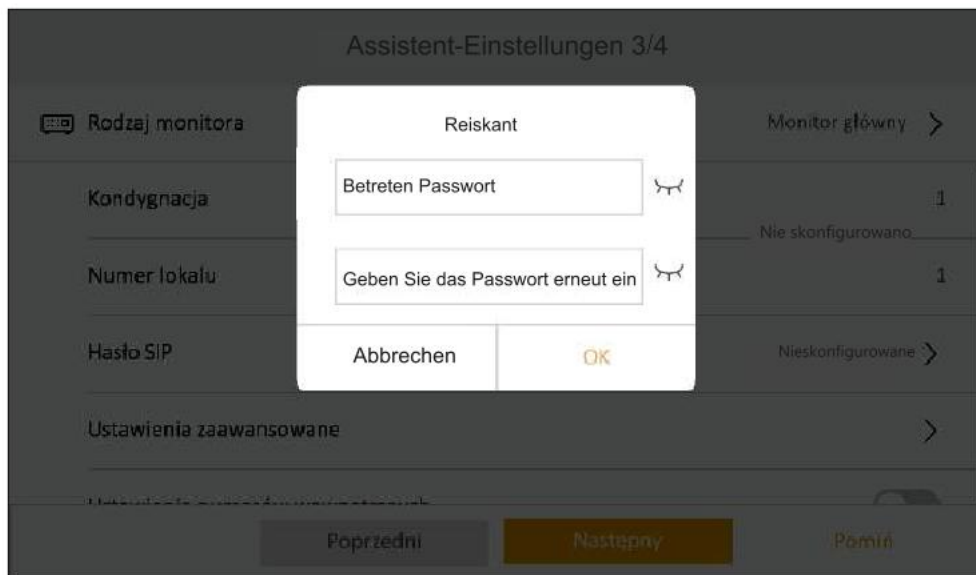 Assistent-Einstellungen 3/4
Rodzaj monitora
Monitor główny
Reiskant
Betreten Passwort
Geben Sie das Passwort erneut ein
Abbrechen
OK
Kondygnacja
1
Nie skonfigurowano
Numer lokalu
1
Hasło SIP
Nieskonfigurowane
Ustawienia zaawansowane
Poprzedni
Następny
Pomiń